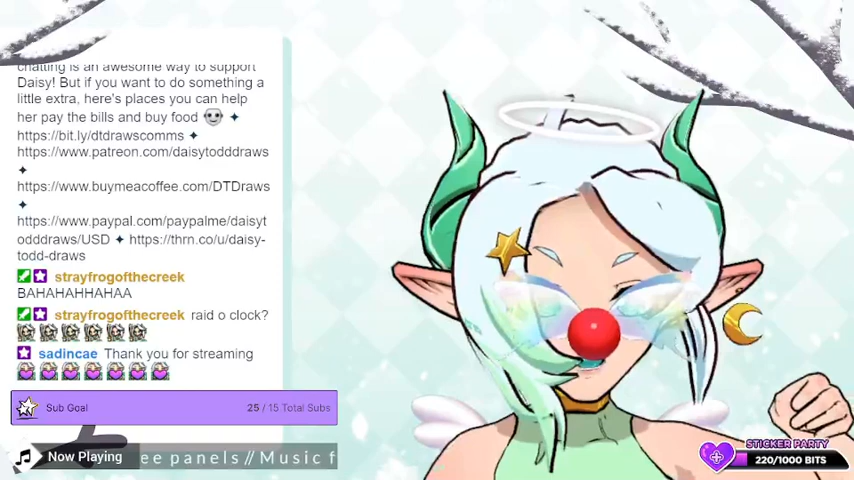 chatting is an awesome way to support
Daisy! But if you want to do something a
little extra, here's places you can help
her pay the bills and buy food
https://bit.ly/dtdrawscomms
https://www.patreon.com/daisytodddraws
https://www.buymeacoffee.com/DTDraws
https://www.paypal.com/paypalme/daisyt
odddraws/USD ✦ https://thrn.co/u/daisy-
todd-draws
strayfrogofthecreek
BAHAHAHHAHAA
strayfrogofthecreek raid o clock?
sadincae Thank you for streaming
Sub Goal 25 / 15 Total Subs
Now Playing ee panels // Music f
STICKER PARTY
220/1000 BITS